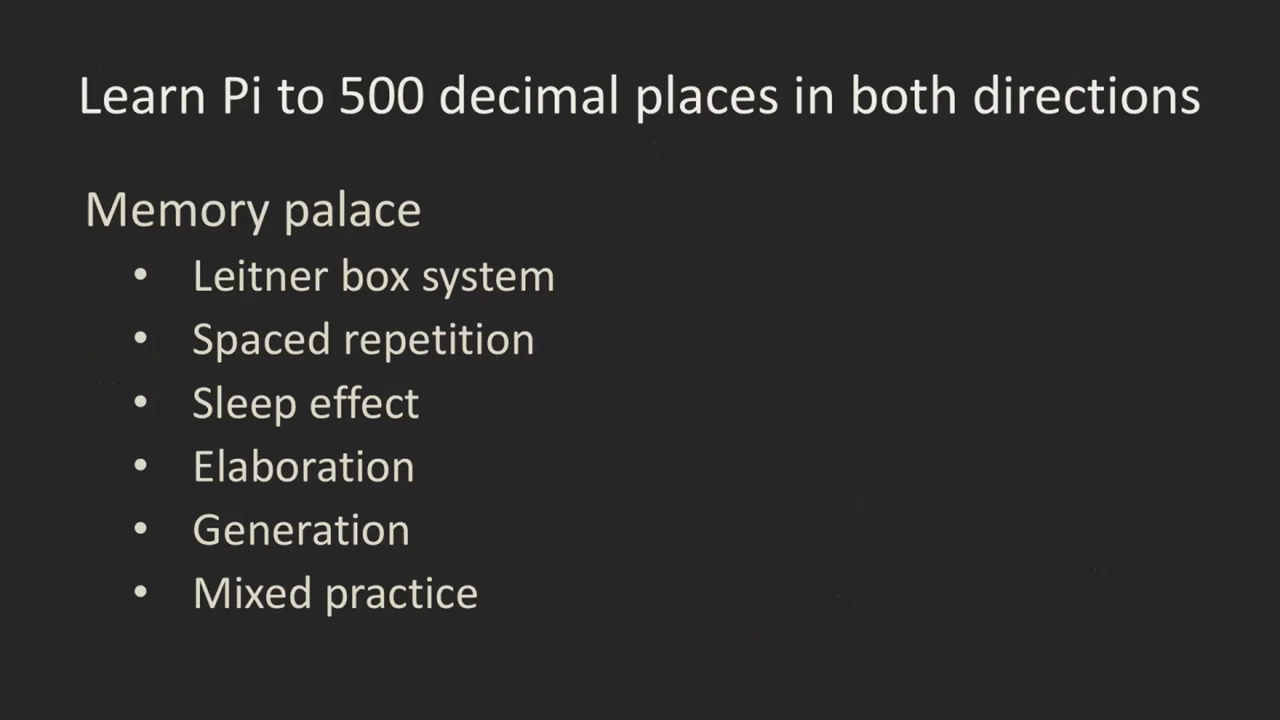 Learn Pi to 500 decimal places in both directions
Memory palace
• Leitner box system
• Spaced repetition
• Sleep effect
• Elaboration
• Generation
• Mixed practice